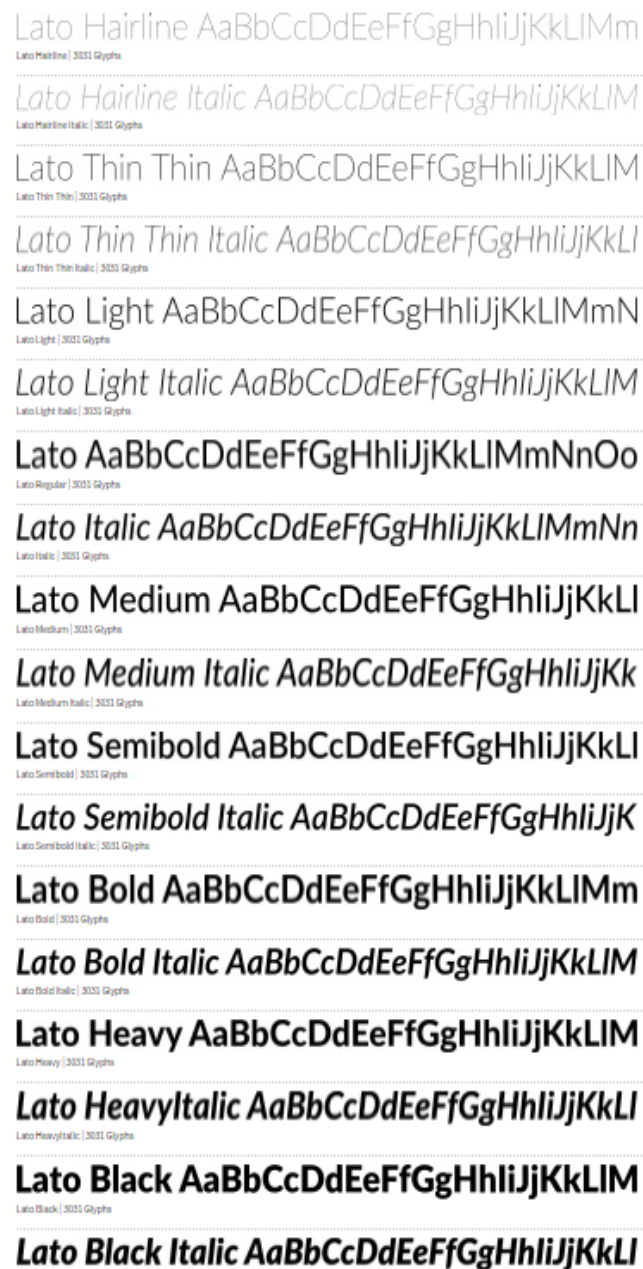 Lato Hairline AaBbCcDdEeFfGgHhIiJjKkLlMm
Lato Hairline | 3031 Glyphs
Lato Hairline Italic AaBbCcDdEeFfGgHhIiJjKkLlM
Lato Hairline Italic | 3031 Glyphs
Lato Thin Thin AaBbCcDdEeFfGgHhIiJjKkLlM
Lato Thin Thin | 3031 Glyphs
Lato Thin Thin Italic AaBbCcDdEeFfGgHhIiJjKkLl
Lato Thin Thin Italic | 3031 Glyphs
Lato Light AaBbCcDdEeFfGgHhIiJjKkLlMmN
Lato Light | 3031 Glyphs
Lato Light Italic AaBbCcDdEeFfGgHhIiJjKkLlM
Lato Light Italic | 3031 Glyphs
Lato AaBbCcDdEeFfGgHhIiJjKkLlMmNnOo
Lato Regular | 3031 Glyphs
Lato Italic AaBbCcDdEeFfGgHhIiJjKkLlMmNn
Lato Italic | 3031 Glyphs
Lato Medium AaBbCcDdEeFfGgHhIiJjKkLl
Lato Medium | 3031 Glyphs
Lato Medium Italic AaBbCcDdEeFfGgHhIiJjKk
Lato Medium Italic | 3031 Glyphs
Lato Semibold AaBbCcDdEeFfGgHhIiJjKkLl
Lato Semibold | 3031 Glyphs
Lato Semibold Italic AaBbCcDdEeFfGgHhIiJjK
Lato Semibold Italic | 3031 Glyphs
Lato Bold AaBbCcDdEeFfGgHhIiJjKkLlMm
Lato Bold | 3031 Glyphs
Lato Bold Italic AaBbCcDdEeFfGgHhIiJjKkLlM
Lato Bold Italic | 3031 Glyphs
Lato Heavy AaBbCcDdEeFfGgHhIiJjKkLlM
Lato Heavy | 3031 Glyphs
Lato HeavyItalic AaBbCcDdEeFfGgHhIiJjKkLl
Lato HeavyItalic | 3031 Glyphs
Lato Black AaBbCcDdEeFfGgHhIiJjKkLlM
Lato Black | 3031 Glyphs
Lato Black Italic AaBbCcDdEeFfGgHhIiJjKkLl